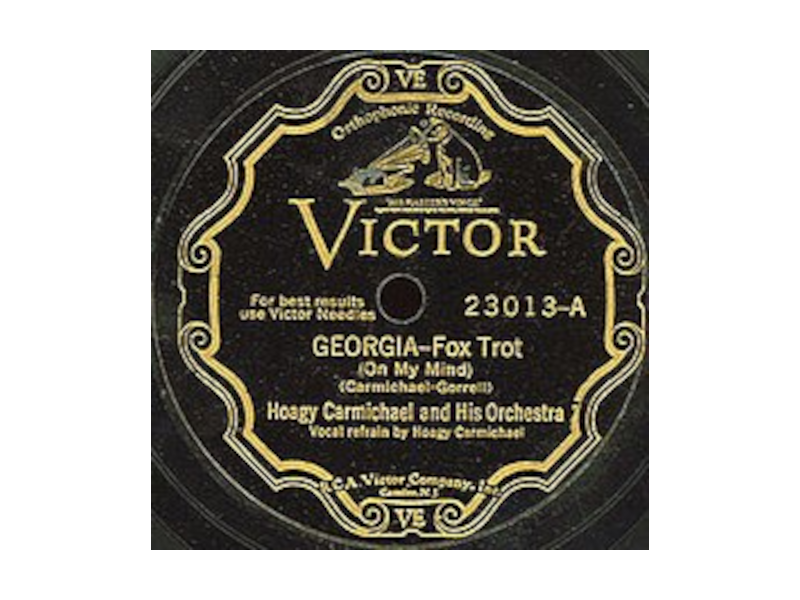 VE
Orthophonic Recording
"HIS MASTER'S VOICE"
VICTOR
For best results
use Victor Needles
23013-A
GEORGIA-Fox Trot
(On My Mind)
(Carmichael-Gorrell)
Hoagy Carmichael and His Orchestra
Vocal refrain by Hoagy Carmichael
R.C.A. Victor Company, Inc.
Camden, N.J.
VE